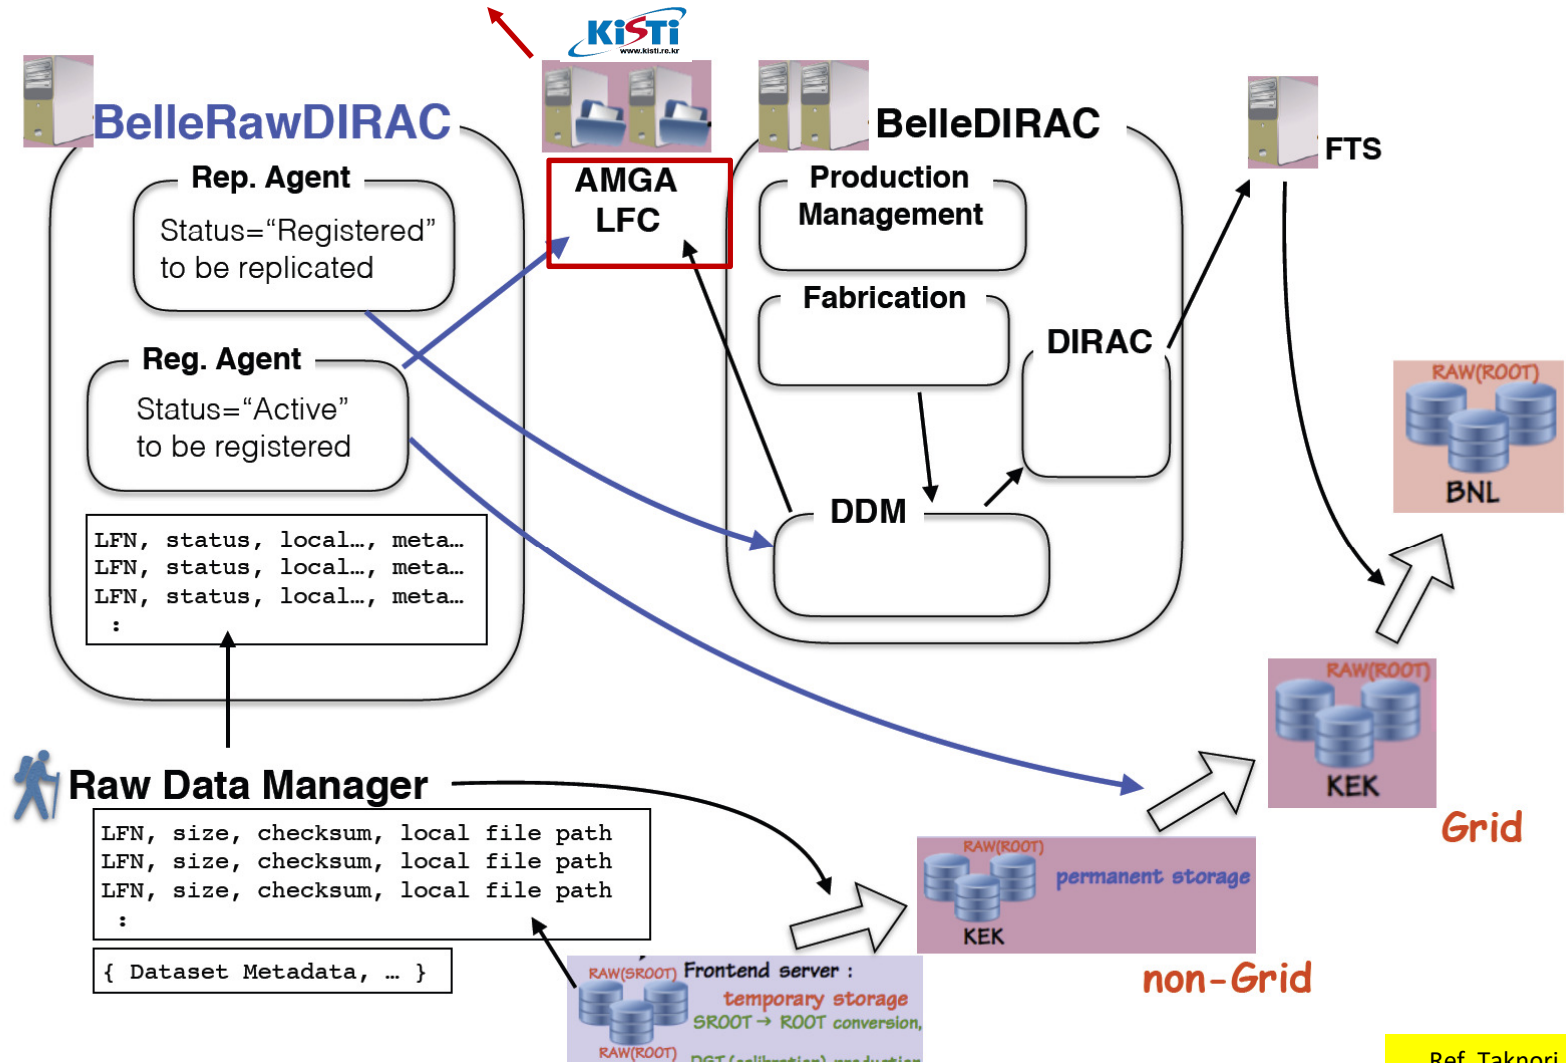 KiSTi
www.kisti.re.kr
BelleRawDIRAC
Rep. Agent
Status=“Registered”
to be replicated
Reg. Agent
Status=“Active”
to be registered
LFN, status, local…, meta…
LFN, status, local…, meta…
LFN, status, local…, meta…
:
AMGA
LFC
BelleDIRAC
Production
Management
Fabrication
DIRAC
DDM
FTS
RAW(ROOT)
BNL
RAW(ROOT)
KEK
Grid
Raw Data Manager
LFN, size, checksum, local file path
LFN, size, checksum, local file path
LFN, size, checksum, local file path
:
{ Dataset Metadata, … }
RAW(ROOT)
permanent storage
KEK
non-Grid
RAW(SROOT)
Frontend server :
temporary storage
SROOT → ROOT conversion,
RAW(ROOT)
DST (calibration) production
Ref. Taknori